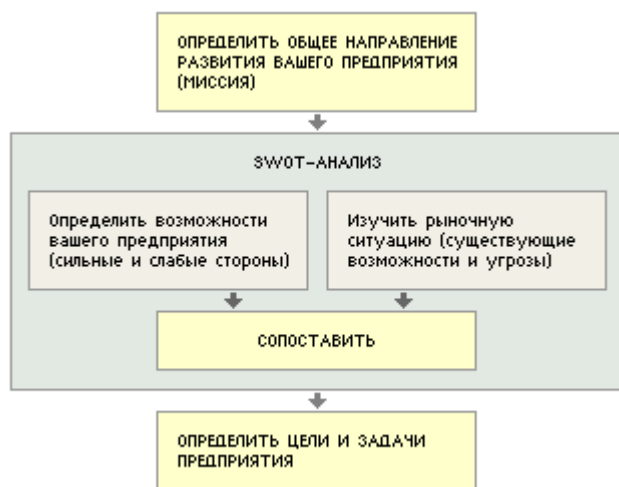 ОПРЕДЕЛИТЬ ОБЩЕЕ НАПРАВЛЕНИЕ
РАЗВИТИЯ ВАШЕГО ПРЕДПРИЯТИЯ
(МИССИЯ)
SWOT-АНАЛИЗ
Определить возможности
вашего предприятия
(сильные и слабые стороны)
Изучить рыночную
ситуацию (существующие
возможности и угрозы)
СОПОСТАВИТЬ
ОПРЕДЕЛИТЬ ЦЕЛИ И ЗАДАЧИ
ПРЕДПРИЯТИЯ